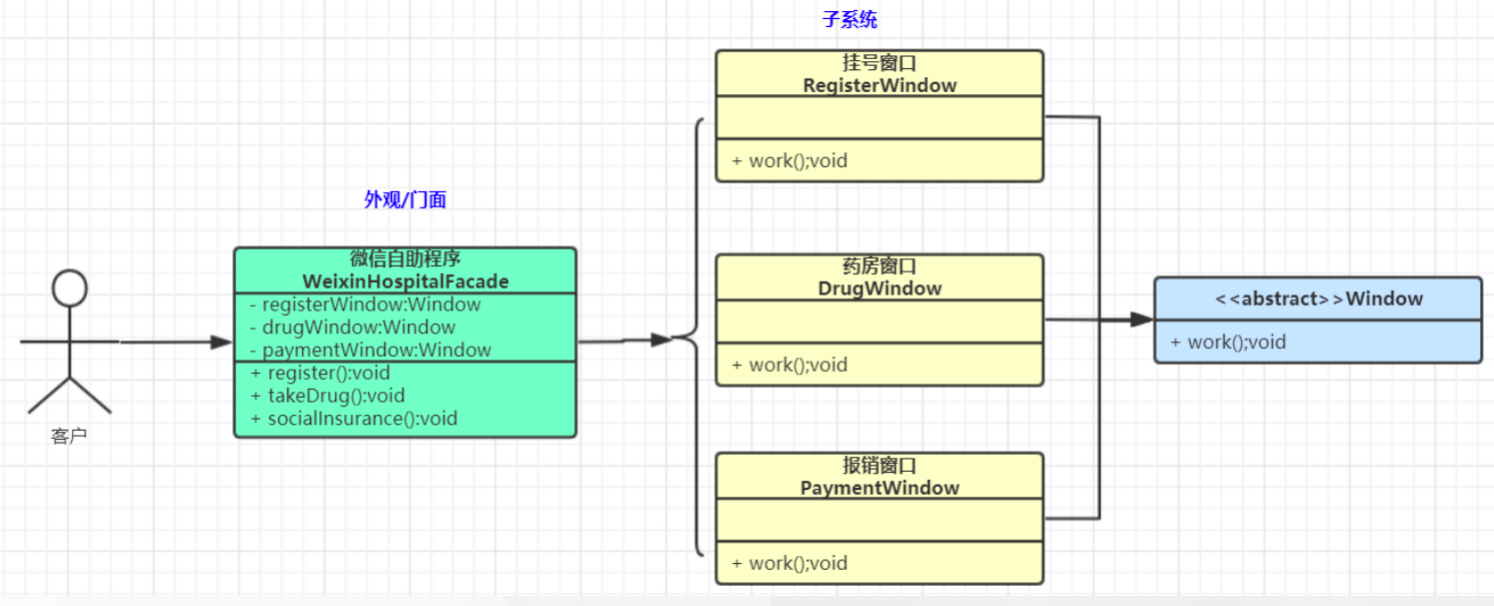 子系统
挂号窗口
RegisterWindow
+ work();void
外观/门面
微信自助程序
WeixinHospitalFacade
- registerWindow:Window
- drugWindow:Window
- paymentWindow:Window
+ register():void
+ takeDrug():void
+ socialInsurance():void
客户
药房窗口
DrugWindow
+ work();void
<<abstract>>Window
+ work();void
报销窗口
PaymentWindow
+ work();void